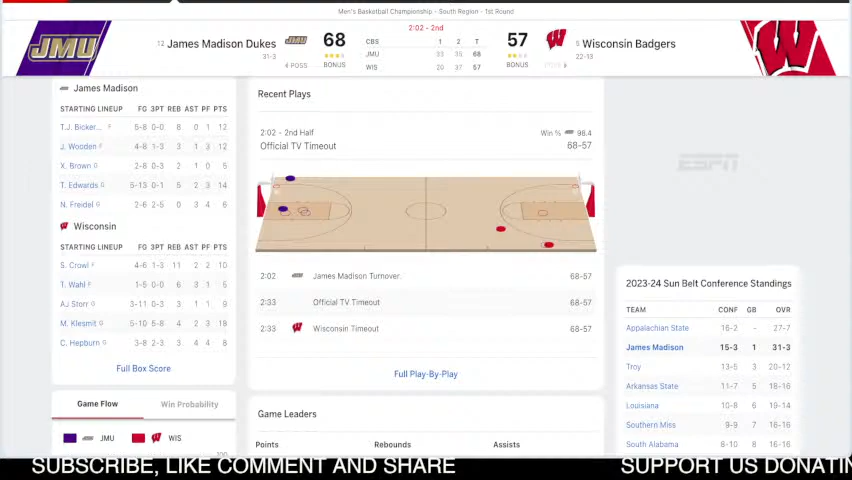 Men's Basketball Championship - South Region - 1st Round
2:02 - 2nd
JMU
12 James Madison Dukes
31-3
JMU
POSS
68
BONUS
CBS 1 2 T
JMU 33 35 68
WIS 20 37 57
57
BONUS
5 Wisconsin Badgers
22-13
W
James Madison
STARTING LINEUP FG 3PT REB AST PF PTS
T.J. Bicker... F 5-8 0-0 8 0 1 12
J. Wooden F 4-8 1-3 3 1 3 12
X. Brown G 2-8 0-3 2 1 0 5
T. Edwards G 5-13 0-1 5 2 3 14
N. Freidel G 2-6 2-5 0 3 4 6
Wisconsin
STARTING LINEUP FG 3PT REB AST PF PTS
S. Crowl F 4-6 1-3 11 2 2 10
T. Wahl F 1-5 0-0 6 3 1 5
AJ Storr G 3-11 0-3 3 1 1 9
M. Klesmit G 5-10 5-8 4 2 3 18
C. Hepburn G 3-8 2-3 3 4 4 8
Full Box Score
Game Flow Win Probability
JMU WIS
100
Recent Plays
2:02 - 2nd Half Win % 98.4
Official TV Timeout 68-57
2:02 James Madison Turnover. 68-57
2:33 Official TV Timeout 68-57
2:33 Wisconsin Timeout 68-57
Full Play-By-Play
Game Leaders
Points Rebounds Assists
ESPN
2023-24 Sun Belt Conference Standings
TEAM CONF GB OVR
Appalachian State 16-2 - 27-7
James Madison 15-3 1 31-3
Troy 13-5 3 20-12
Arkansas State 11-7 5 18-16
Louisiana 10-8 6 19-14
Southern Miss 9-9 7 16-16
South Alabama 8-10 8 16-16
SUBSCRIBE, LIKE COMMENT AND SHARE SUPPORT US DONATIN